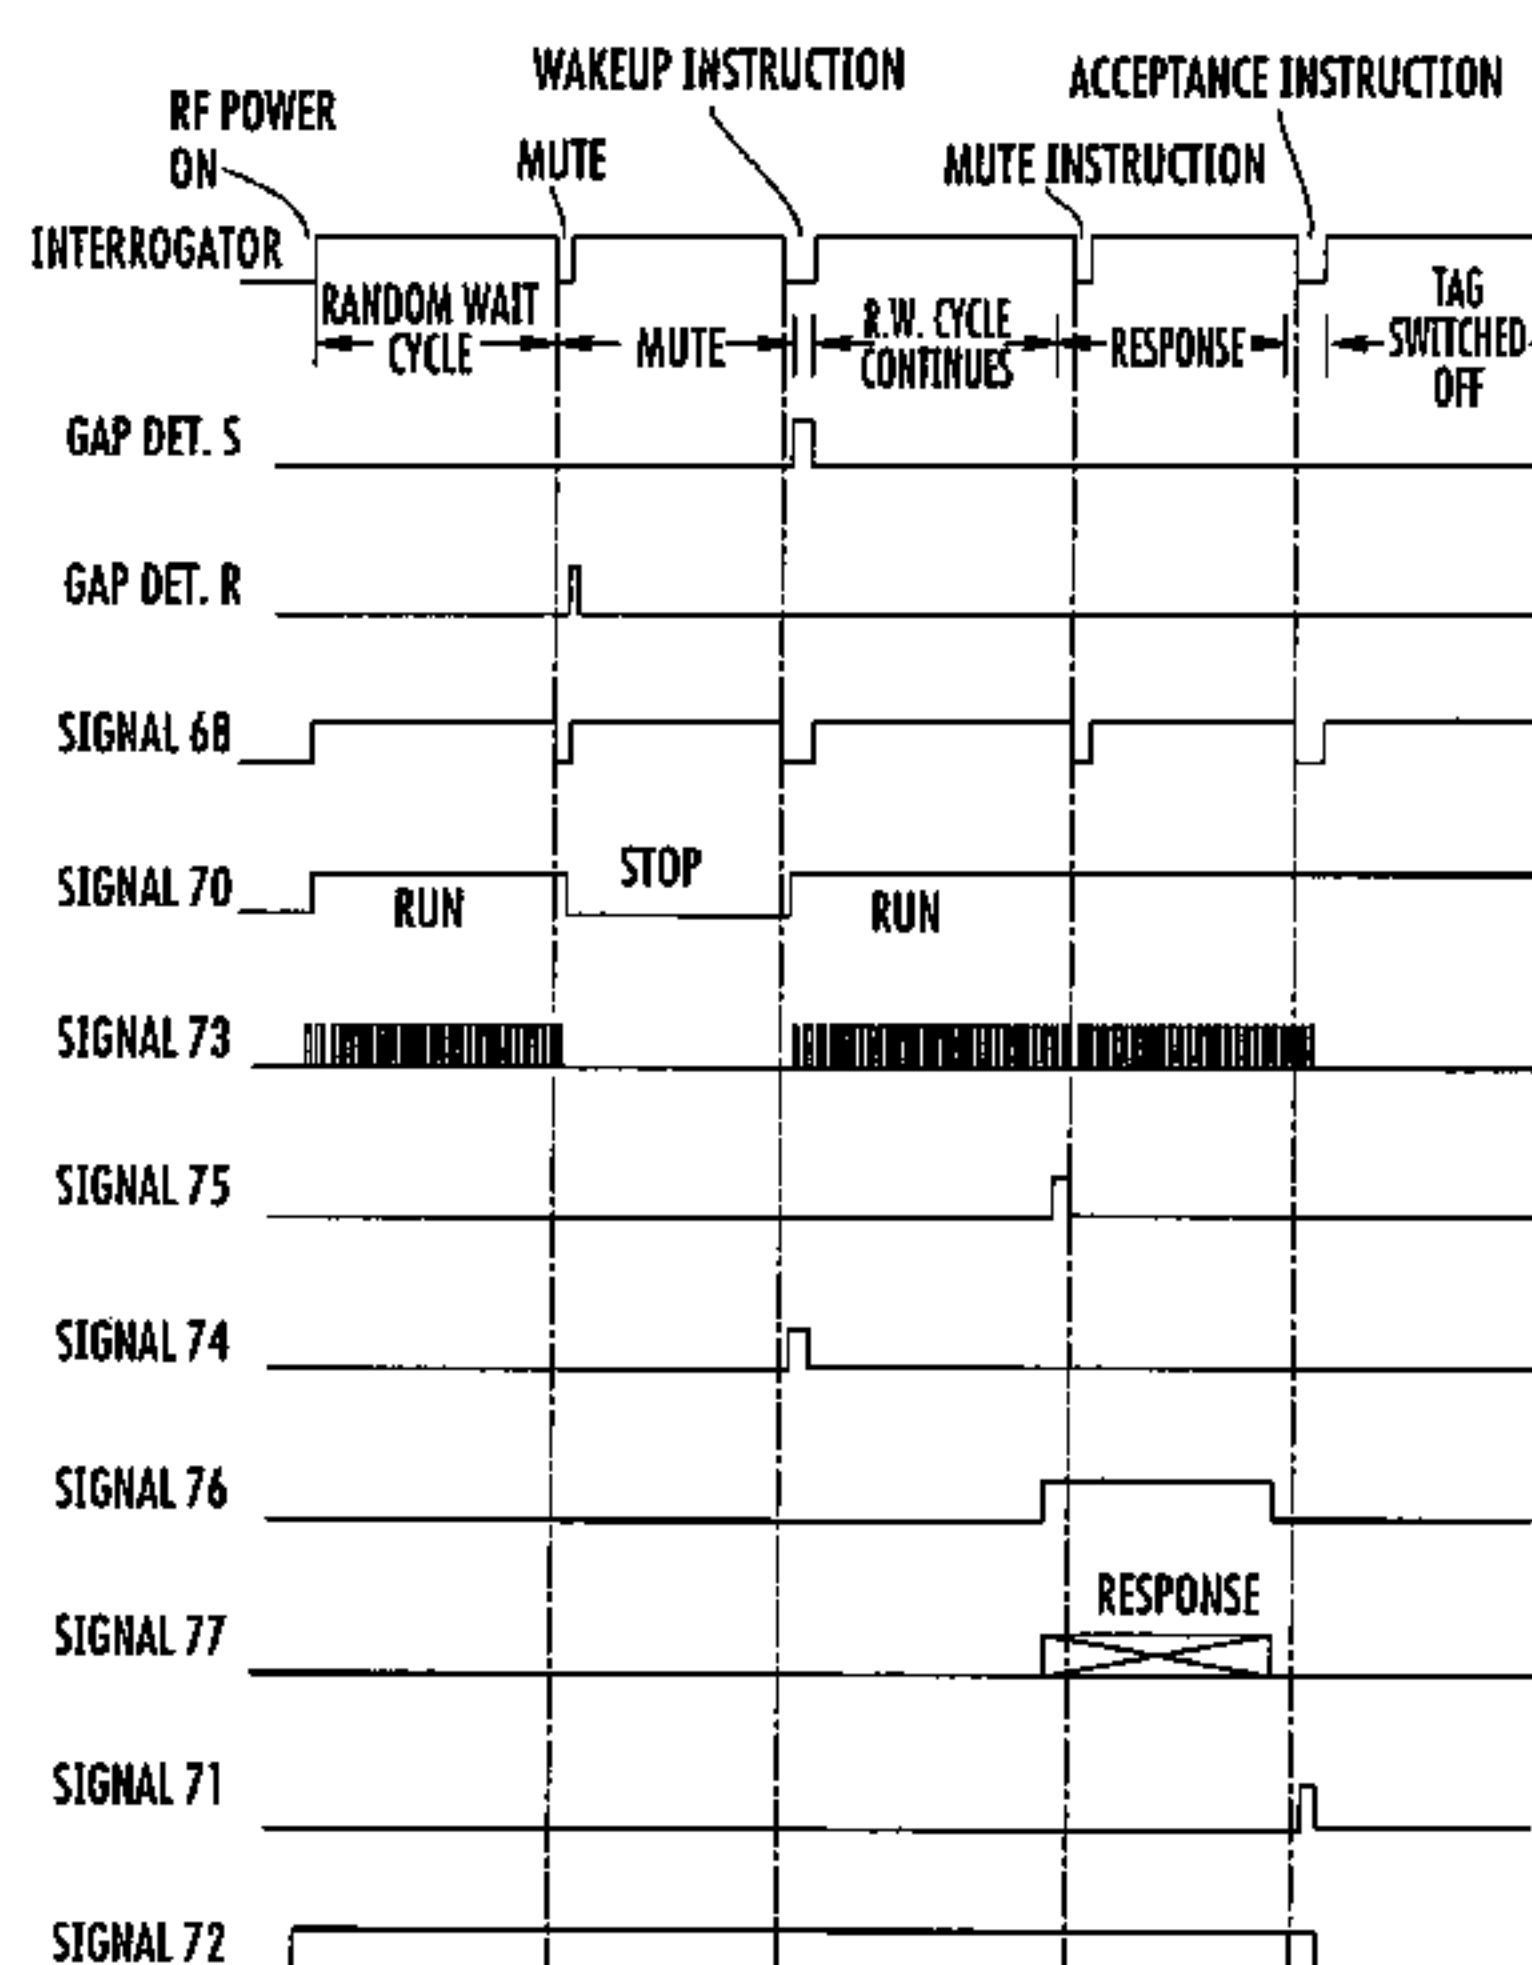 WAKEUP INSTRUCTION
ACCEPTANCE INSTRUCTION
RF POWER
ON
MUTE
MUTE INSTRUCTION
INTERROGATOR
RANDOM WAIT
CYCLE
MUTE
R.W. CYCLE
CONTINUES
RESPONSE
TAG
SWITCHED
OFF
GAP DET. S
GAP DET. R
SIGNAL 68
SIGNAL 70
RUN
STOP
RUN
SIGNAL 73
SIGNAL 75
SIGNAL 74
SIGNAL 76
RESPONSE
SIGNAL 77
SIGNAL 71
SIGNAL 72